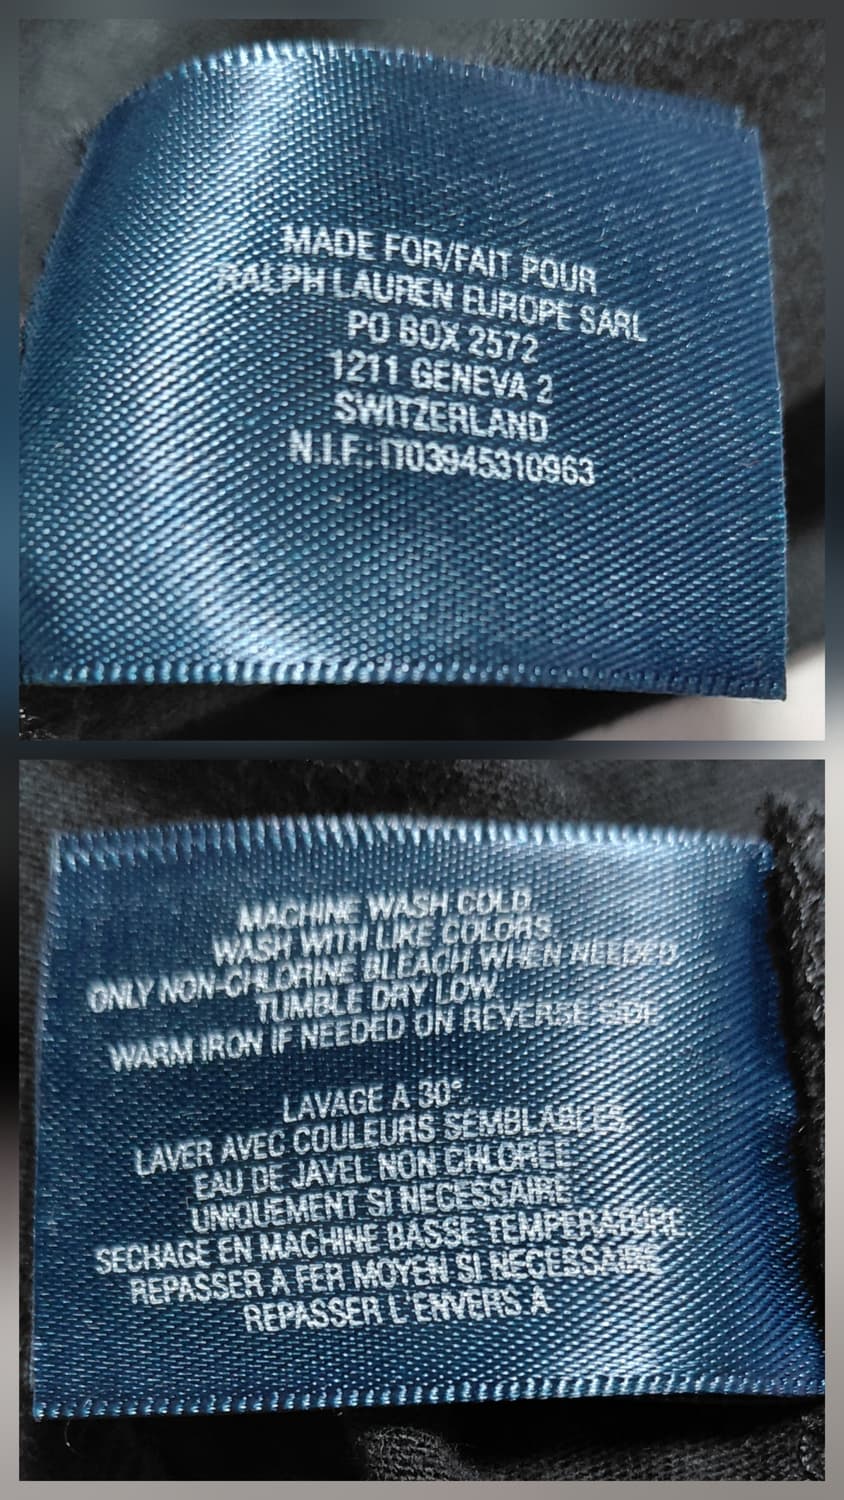 MADE FOR/FAIT POUR
RALPH LAUREN EUROPE SARL
PO BOX 2572
1211 GENEVA 2
SWITZERLAND
N.I.F.: IT03945310963
MACHINE WASH COLD
WASH WITH LIKE COLORS
ONLY NON-CHLORINE BLEACH WHEN NEEDED
TUMBLE DRY LOW
WARM IRON IF NEEDED ON REVERSE SIDE
LAVAGE A 30°
LAVER AVEC COULEURS SEMBLABLES
EAU DE JAVEL NON CHLOREE
UNIQUEMENT SI NECESSAIRE
SECHAGE EN MACHINE BASSE TEMPERATURE
REPASSER A FER MOYEN SI NECESSAIRE
REPASSER L'ENVERS A